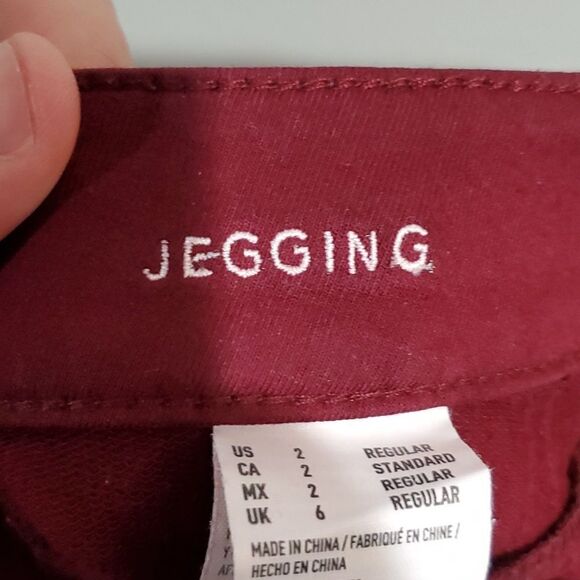 JEGGING
US 2 REGULAR
CA 2 STANDARD
MX 2 REGULAR
UK 6 REGULAR
MADE IN CHINA / FABRIQUÉ EN CHINE /
HECHO EN CHINA